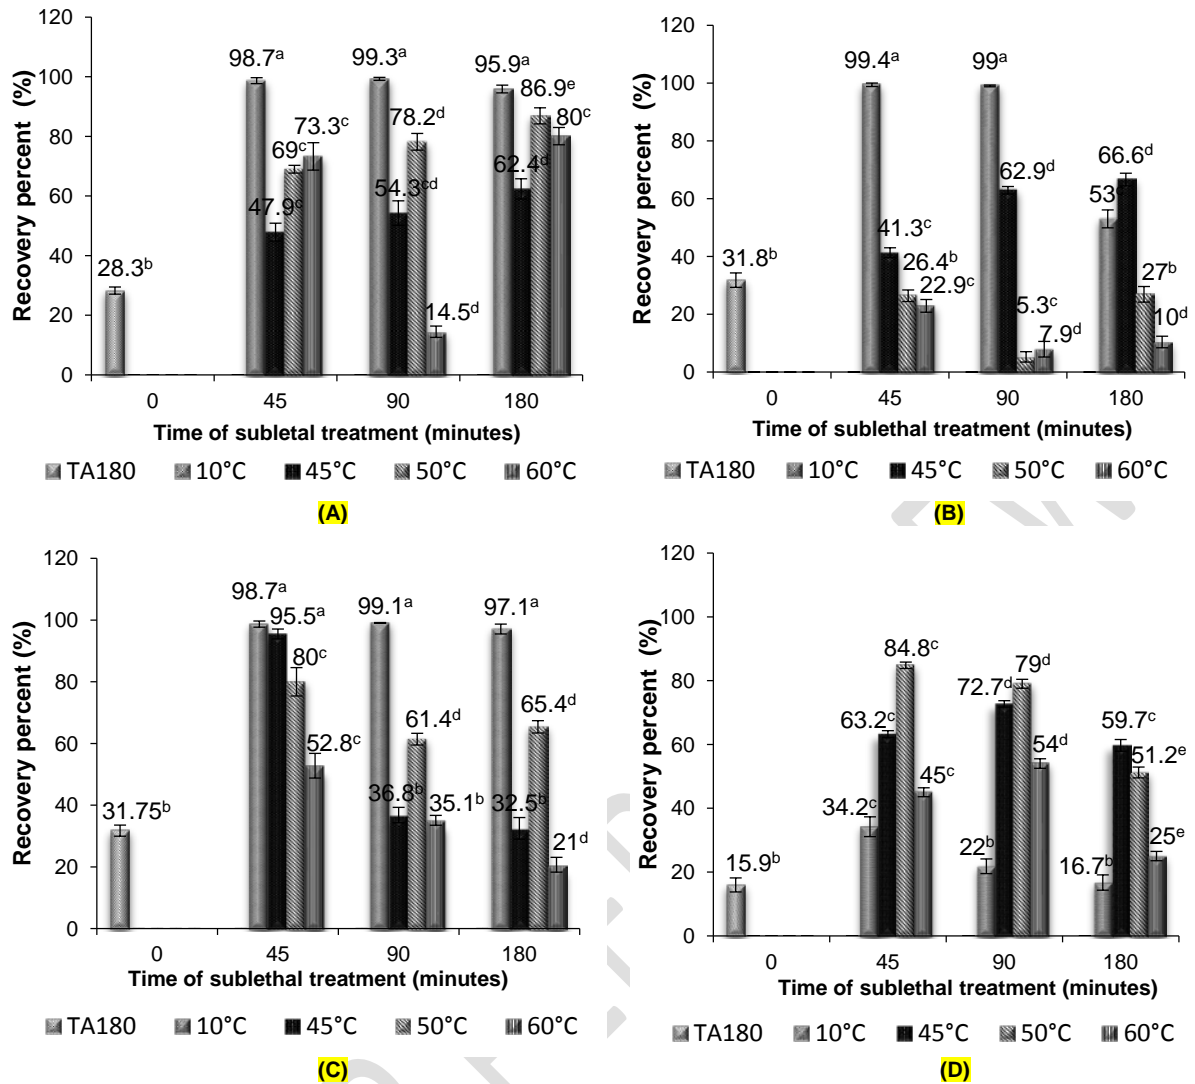 120
100
80
60
40
20
0
Recovery percent (%)
28.3ᵇ
98.7ᵃ
47.9ᶜ
69ᶜ
73.3ᶜ
99.3ᵃ
54.3ᶜᵈ
78.2ᵈ
14.5ᵈ
95.9ᵃ
62.4ᵈ
86.9ᵉ
80ᶜ
0 45 90 180
Time of subletal treatment (minutes)
TA180 10°C 45°C 50°C 60°C
(A)
120
100
80
60
40
20
0
Recovery percent (%)
31.8ᵇ
99.4ᵃ
41.3ᶜ
26.4ᵇ
22.9ᶜ
99ᵃ
62.9ᵈ
5.3ᶜ
7.9ᵈ
53ᶜ
66.6ᵈ
27ᵇ
10ᵈ
0 45 90 180
Time of sublethal treatment (minutes)
TA180 10°C 45°C 50°C 60°C
(B)
120
100
80
60
40
20
0
Recovery percent (%)
31.75ᵇ
98.7ᵃ
95.5ᵃ
80ᶜ
52.8ᶜ
99.1ᵃ
36.8ᵇ
61.4ᵈ
35.1ᵇ
97.1ᵃ
32.5ᵇ
65.4ᵈ
21ᵈ
0 45 90 180
Time of sublethal treatment (minutes)
TA180 10°C 45°C 50°C 60°C
(C)
120
100
80
60
40
20
0
Recovery percent (%)
15.9ᵇ
34.2ᶜ
63.2ᶜ
84.8ᶜ
45ᶜ
22ᵇ
72.7ᵈ
79ᵈ
54ᵈ
16.7ᵇ
59.7ᶜ
51.2ᵉ
25ᵉ
0 45 90 180
Time of sublethal treatment (minutes)
TA180 10°C 45°C 50°C 60°C
(D)